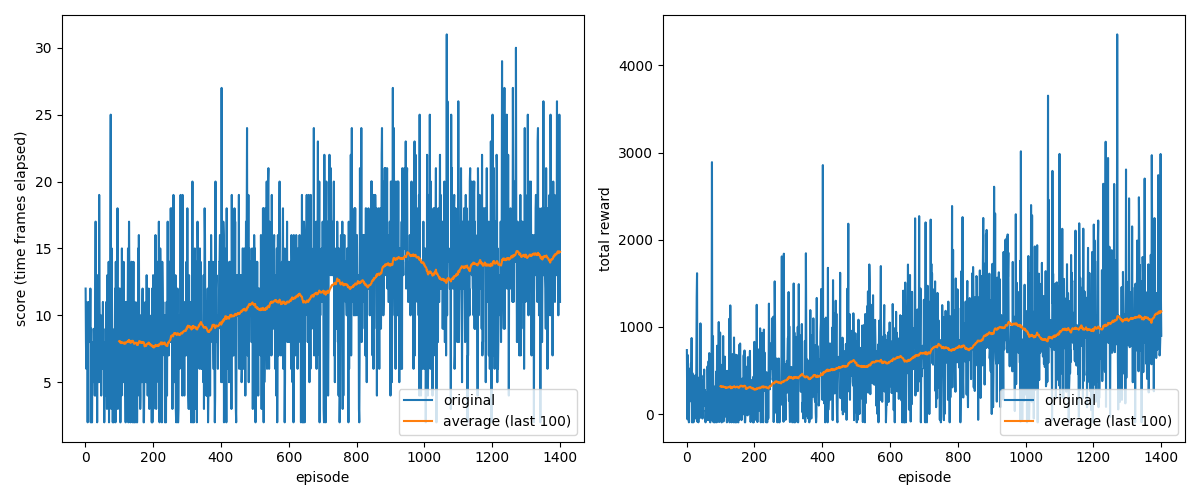 score (time frames elapsed)
30
25
20
15
10
5
0 200 400 600 800 1000 1200 1400
episode
original
average (last 100)
total reward
4000
3000
2000
1000
0
0 200 400 600 800 1000 1200 1400
episode
original
average (last 100)